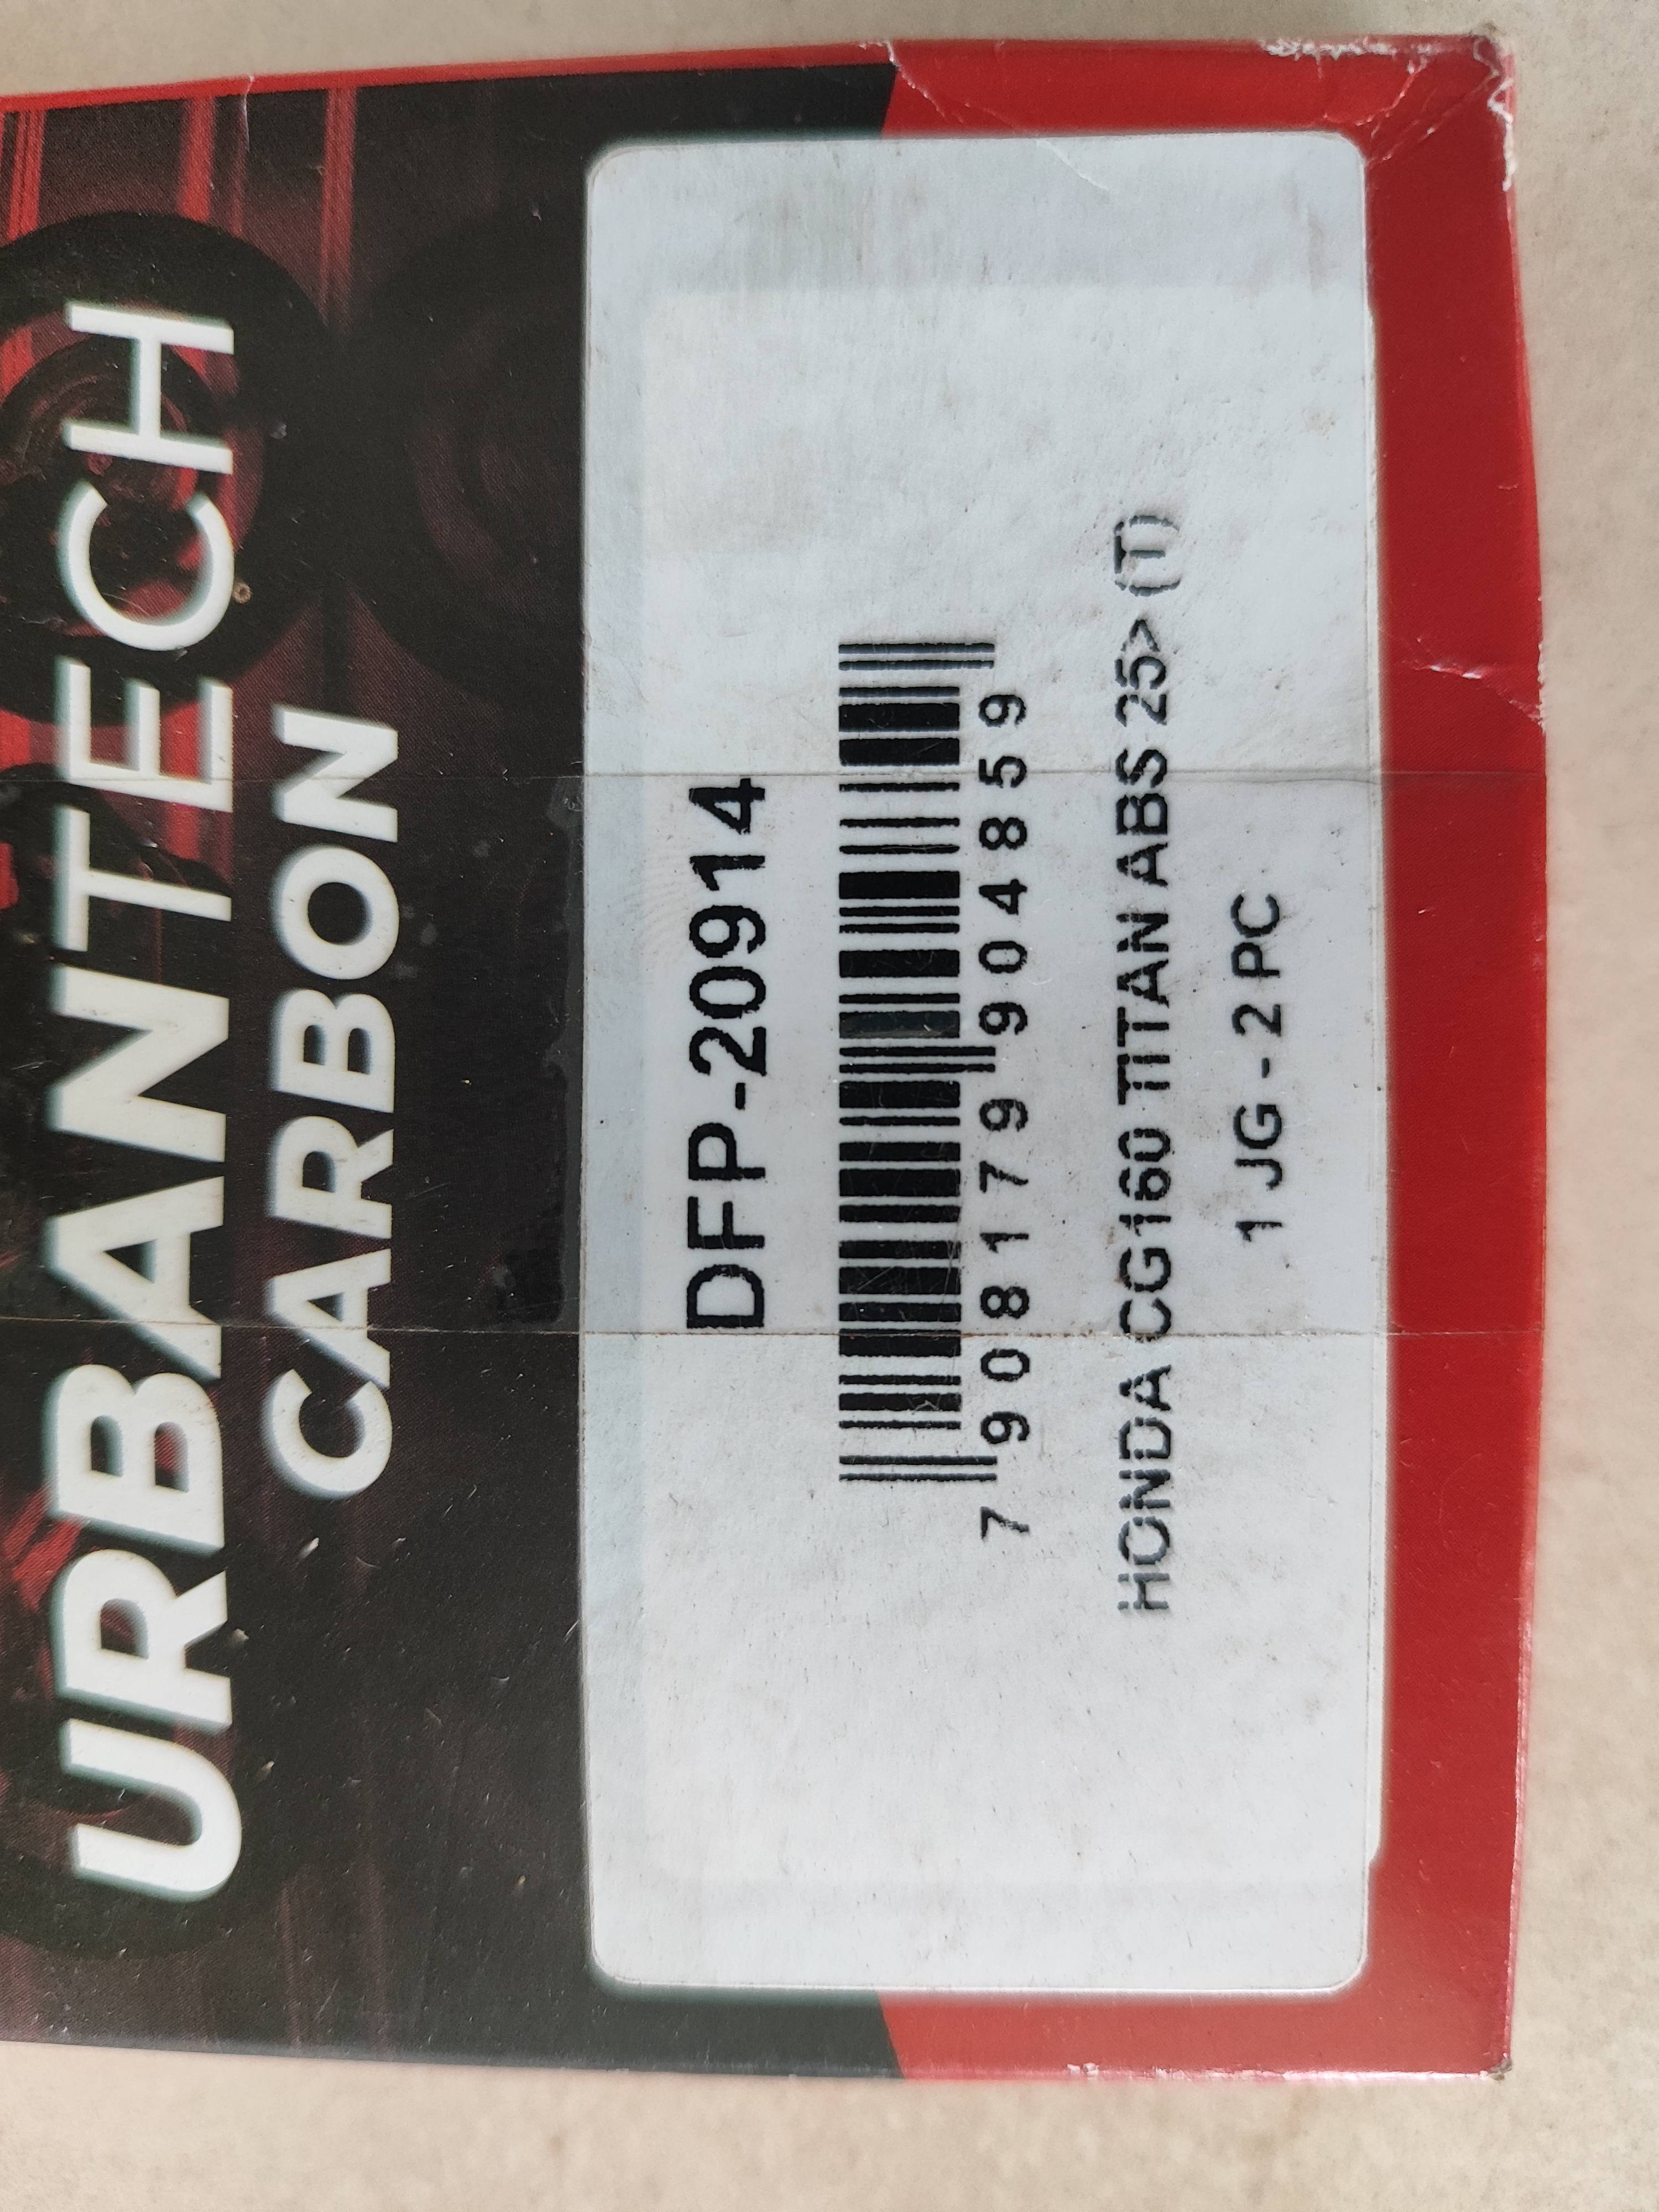 URBANTECH
CARBON
DFP-20914
7 908179 904859
HONDA CG160 TITAN ABS 25> (T)
1 JG - 2 PC